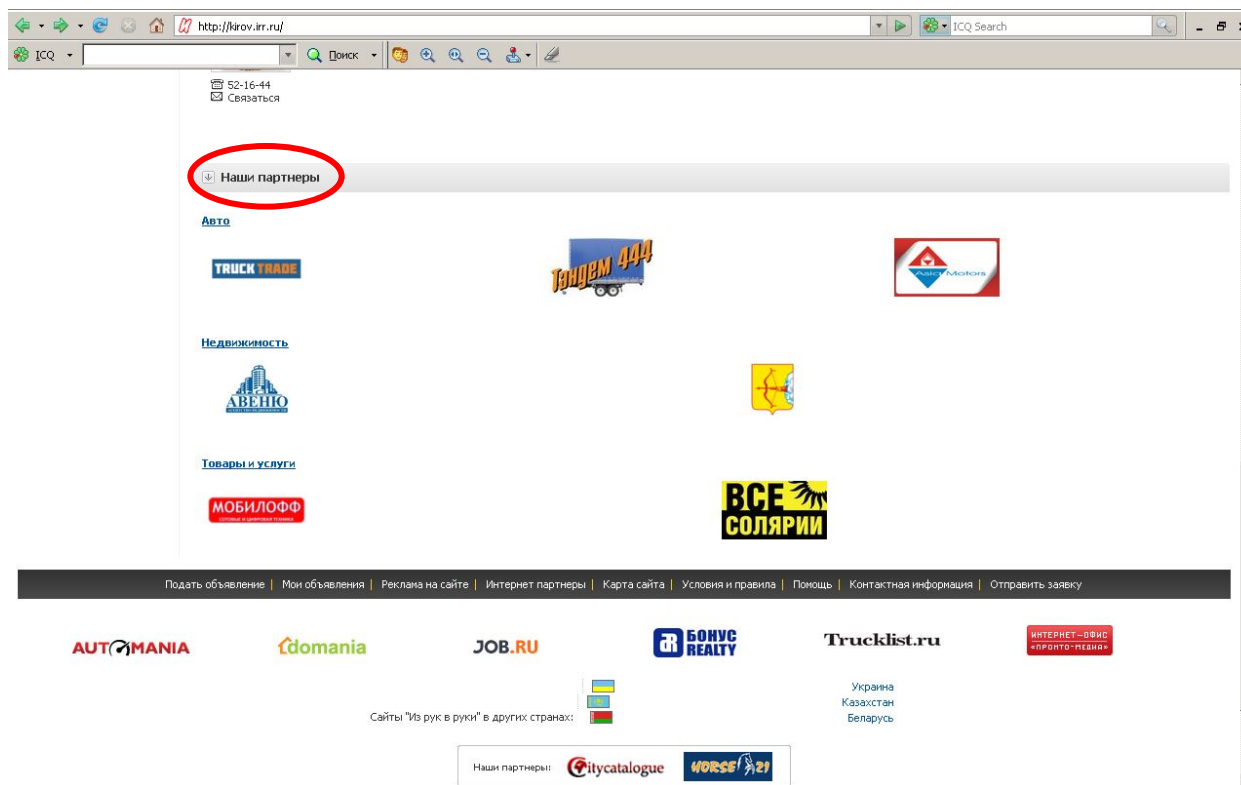 http://kirov.irr.ru/
ICQ Search
ICQ
Поиск
52-16-44
Связаться
Наши партнеры
Авто
TRUCK TRADE
Тандем 444
Asia Motors
Недвижимость
АВЕНЮ
Товары и услуги
МОБИЛОФФ
ВСЕ
СОЛЯРИИ
Подать объявление | Мои объявления | Реклама на сайте | Интернет партнеры | Карта сайта | Условия и правила | Помощь | Контактная информация | Отправить заявку
AUTOMANIA
domania
JOB.RU
БОНУС
REALTY
Trucklist.ru
ИНТЕРНЕТ-ОФИС
«ПРОНТО-МЕДИА»
Украина
Казахстан
Сайты "Из рук в руки" в других странах:
Беларусь
Наши партнеры:
Citycatalogue
HORSE 21